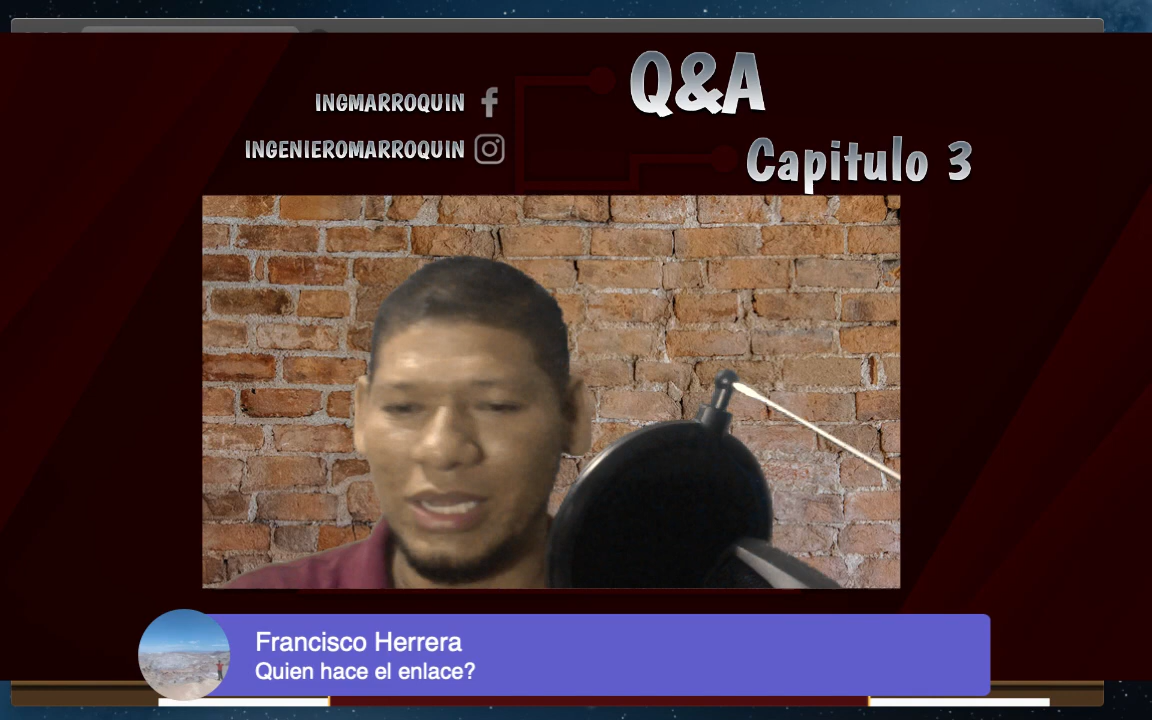 INGMARROQUIN
INGENIEROMARROQUIN
Q&A
Capitulo 3
Francisco Herrera
Quien hace el enlace?